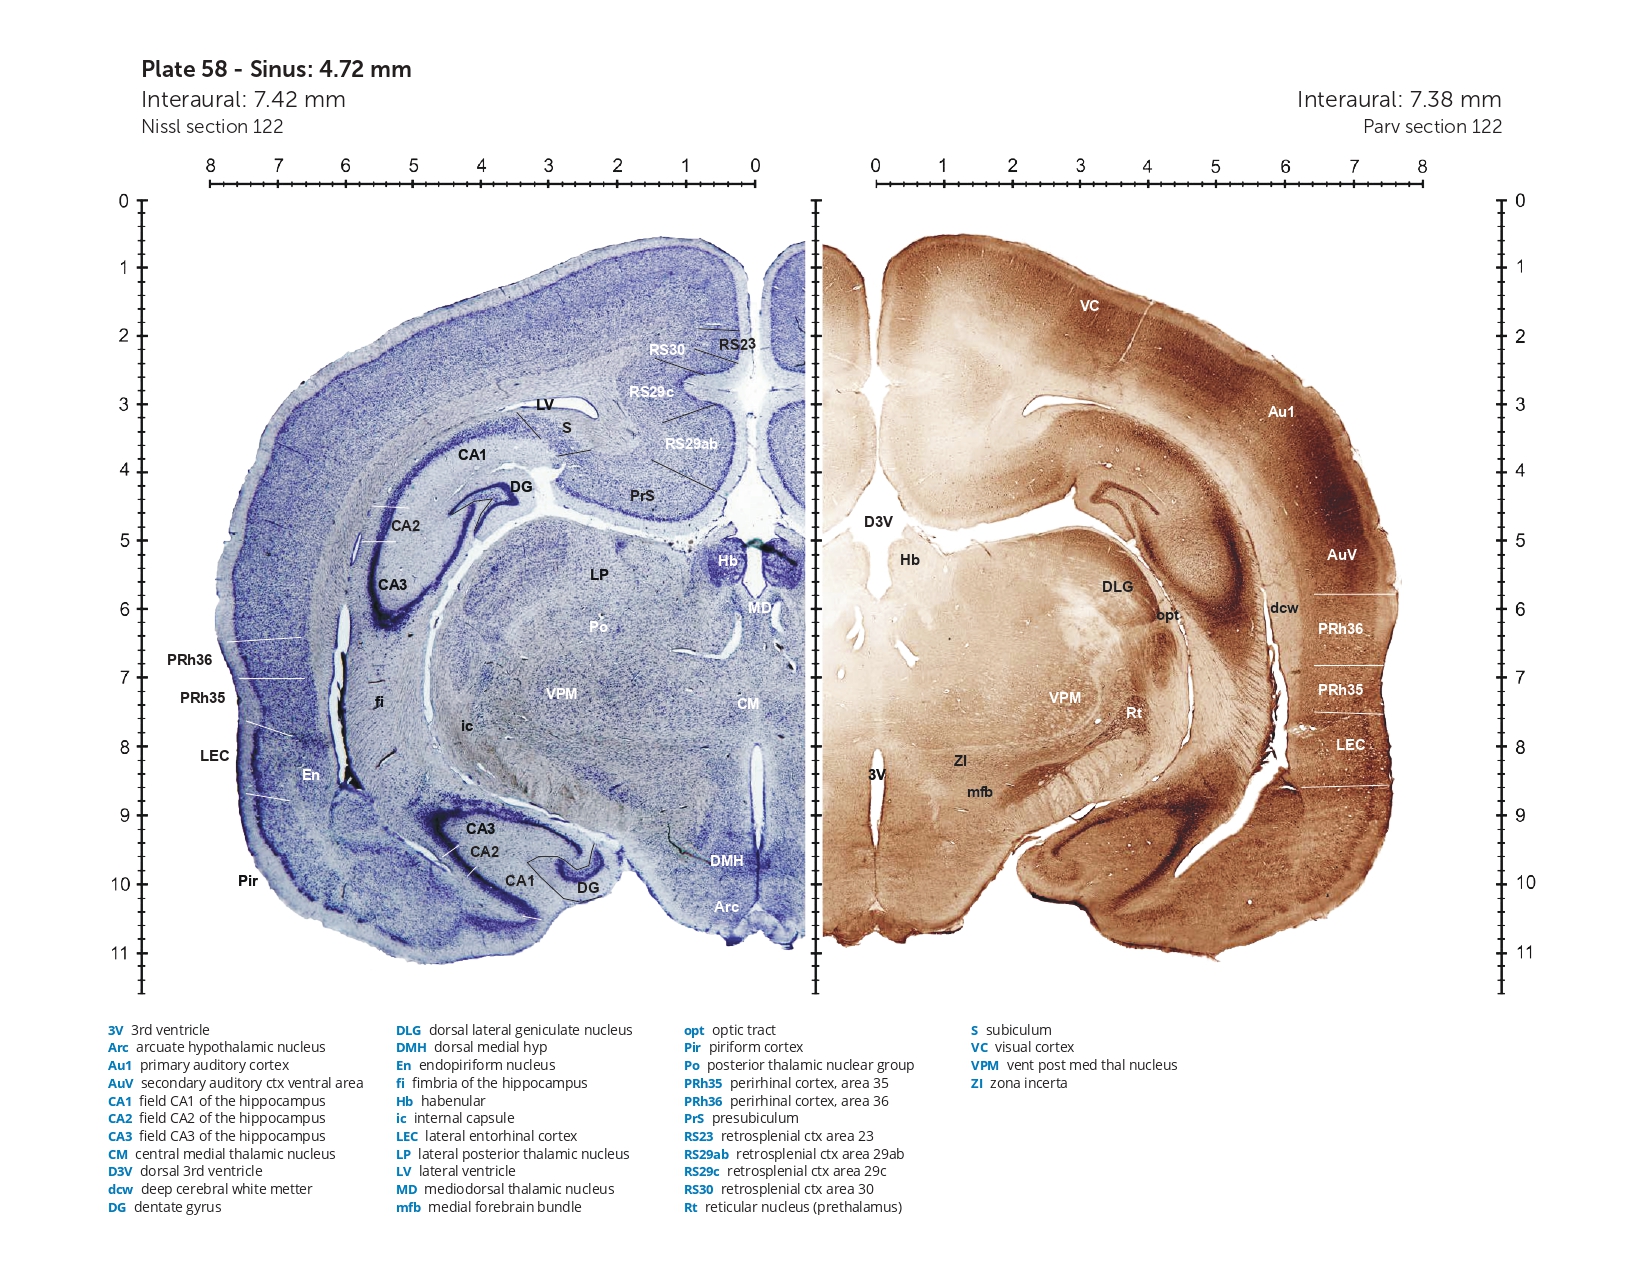 Plate 58 - Sinus: 4.72 mm
Interaural: 7.42 mm
Nissl section 122
Interaural: 7.38 mm
Parv section 122
8 7 6 5 4 3 2 1 0
0 1 2 3 4 5 6 7 8
0
1
2
3
4
5
6
7
8
9
10
11
RS23
RS30
RS29c
LV
S
RS29ab
CA1
DG
PrS
CA2
Hb
LP
CA3
MD
Po
PRh36
VPM
PRh35
fi
CM
ic
LEC
En
CA3
CA2
DMH
CA1
Pir
DG
Arc
VC
Au1
D3V
AuV
Hb
DLG
dcw
opt
PRh36
PRh35
VPM
Rt
LEC
ZI
3V
mfb
0
1
2
3
4
5
6
7
8
9
10
11
3V 3rd ventricle
Arc arcuate hypothalamic nucleus
Au1 primary auditory cortex
AuV secondary auditory ctx ventral area
CA1 field CA1 of the hippocampus
CA2 field CA2 of the hippocampus
CA3 field CA3 of the hippocampus
CM central medial thalamic nucleus
D3V dorsal 3rd ventricle
dcw deep cerebral white metter
DG dentate gyrus
DLG dorsal lateral geniculate nucleus
DMH dorsal medial hyp
En endopiriform nucleus
fi fimbria of the hippocampus
Hb habenular
ic internal capsule
LEC lateral entorhinal cortex
LP lateral posterior thalamic nucleus
LV lateral ventricle
MD mediodorsal thalamic nucleus
mfb medial forebrain bundle
opt optic tract
Pir piriform cortex
Po posterior thalamic nuclear group
PRh35 perirhinal cortex, area 35
PRh36 perirhinal cortex, area 36
PrS presubiculum
RS23 retrosplenial ctx area 23
RS29ab retrosplenial ctx area 29ab
RS29c retrosplenial ctx area 29c
RS30 retrosplenial ctx area 30
Rt reticular nucleus (prethalamus)
S subiculum
VC visual cortex
VPM vent post med thal nucleus
ZI zona incerta